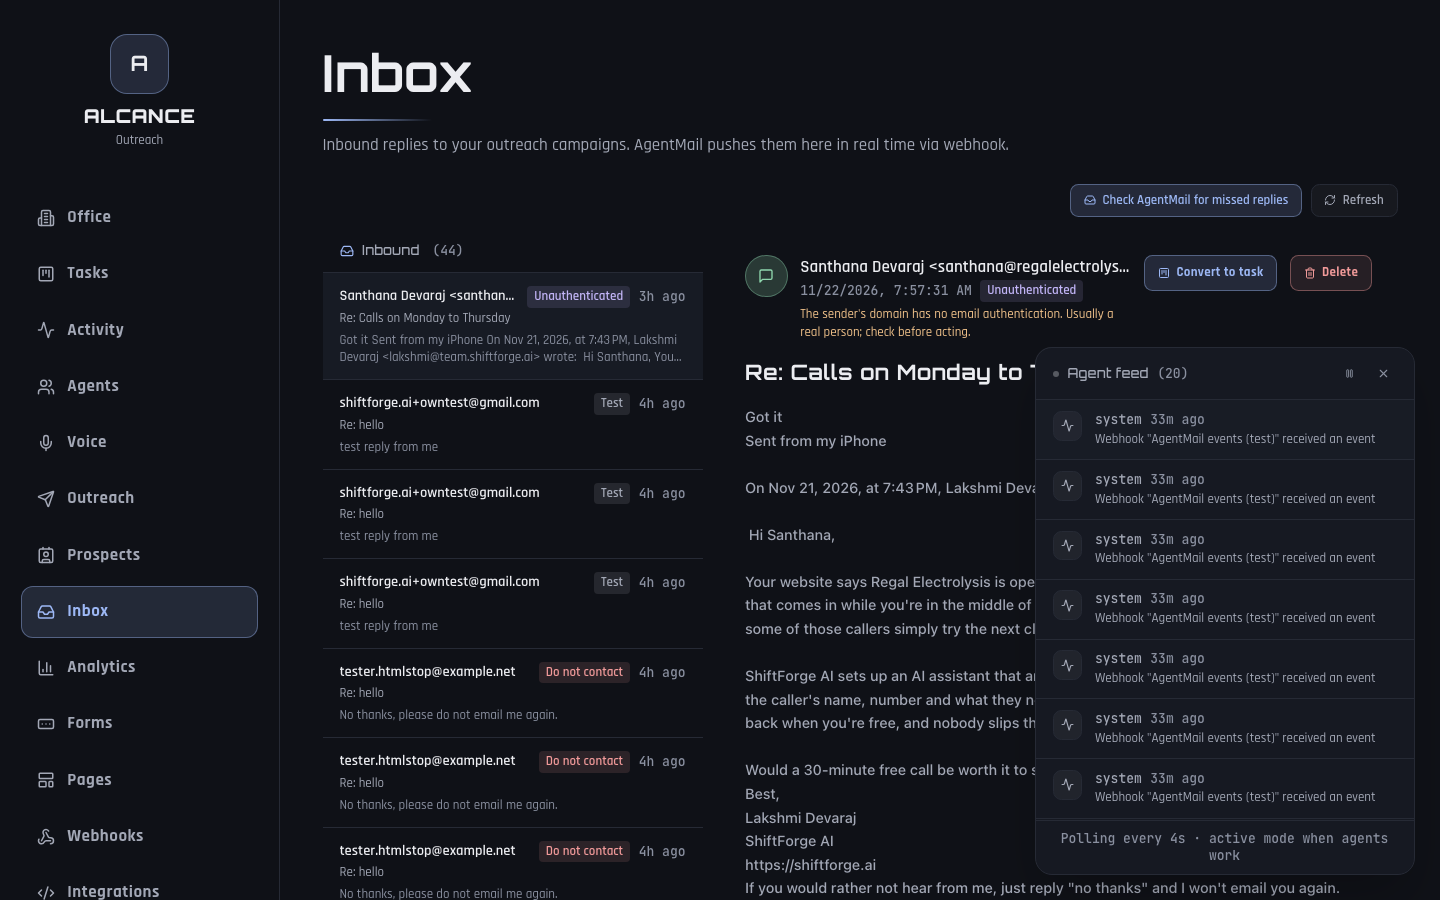 A
ALCANCE
Outreach
Office
Tasks
Activity
Agents
Voice
Outreach
Prospects
Inbox
Analytics
Forms
Pages
Webhooks
Integrations
Inbox
Inbound replies to your outreach campaigns. AgentMail pushes them here in real time via webhook.
Check AgentMail for missed replies
Refresh
Inbound (44)
Santhana Devaraj <santhan... Unauthenticated 3h ago
Re: Calls on Monday to Thursday
Got it Sent from my iPhone On Nov 21, 2026, at 7:43 PM, Lakshmi
Devaraj <lakshmi@team.shiftforge.ai> wrote: Hi Santhana, You...
shiftforge.ai+owntest@gmail.com Test 4h ago
Re: hello
test reply from me
shiftforge.ai+owntest@gmail.com Test 4h ago
Re: hello
test reply from me
shiftforge.ai+owntest@gmail.com Test 4h ago
Re: hello
test reply from me
tester.htmlstop@example.net Do not contact 4h ago
Re: hello
No thanks, please do not email me again.
tester.htmlstop@example.net Do not contact 4h ago
Re: hello
No thanks, please do not email me again.
tester.htmlstop@example.net Do not contact 4h ago
Re: hello
No thanks, please do not email me again.
Santhana Devaraj <santhana@regalelectrolys...
11/22/2026, 7:57:31 AM Unauthenticated
The sender's domain has no email authentication. Usually a
real person; check before acting.
Convert to task
Delete
Re: Calls on Monday to
Got it
Sent from my iPhone
On Nov 21, 2026, at 7:43 PM, Lakshmi Deva
Hi Santhana,
Your website says Regal Electrolysis is ope
that comes in while you're in the middle of
some of those callers simply try the next cl
ShiftForge AI sets up an AI assistant that a
the caller's name, number and what they n
back when you're free, and nobody slips th
Would a 30-minute free call be worth it to s
Best,
Lakshmi Devaraj
ShiftForge AI
https://shiftforge.ai
If you would rather not hear from me, just reply "no thanks" and I won't email you again.
Agent feed (20)
system 33m ago
Webhook "AgentMail events (test)" received an event
system 33m ago
Webhook "AgentMail events (test)" received an event
system 33m ago
Webhook "AgentMail events (test)" received an event
system 33m ago
Webhook "AgentMail events (test)" received an event
system 33m ago
Webhook "AgentMail events (test)" received an event
system 33m ago
Webhook "AgentMail events (test)" received an event
system 33m ago
Webhook "AgentMail events (test)" received an event
Polling every 4s · active mode when agents
work